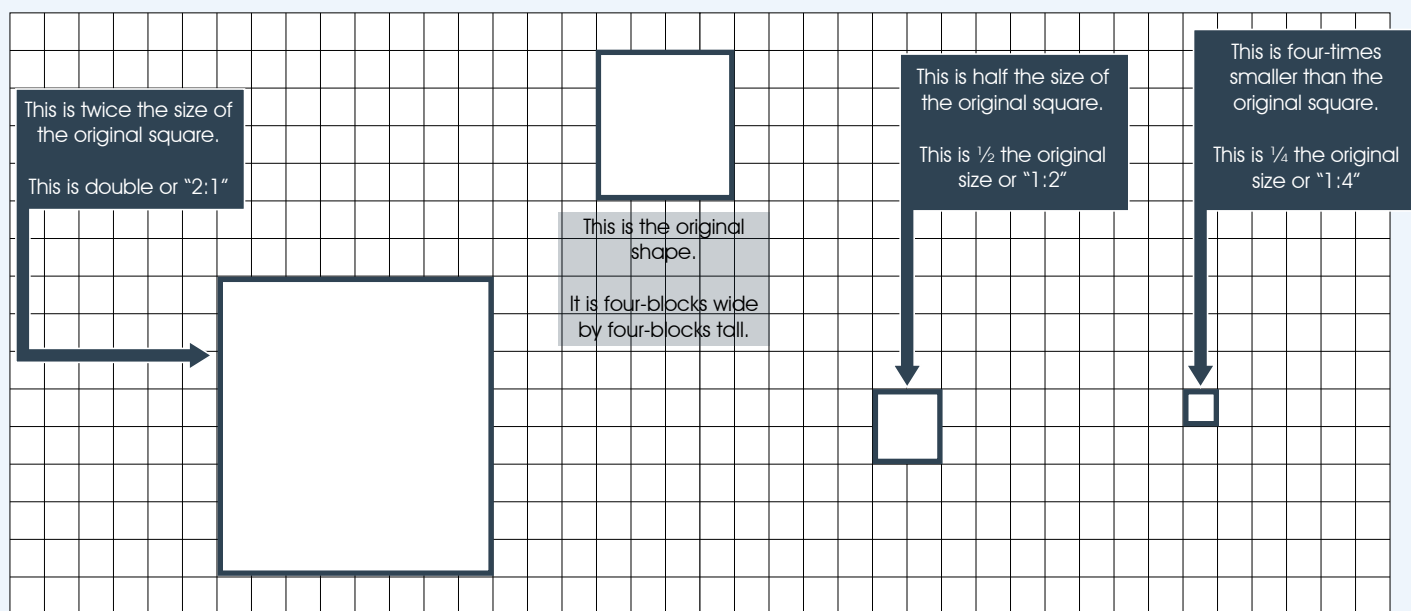 This is twice the size of
the original square.
This is double or “2:1”
This is the original
shape.
It is four-blocks wide
by four-blocks tall.
This is half the size of
the original square.
This is ½ the original
size or “1:2”
This is four-times
smaller than the
original square.
This is ¼ the original
size or “1:4”